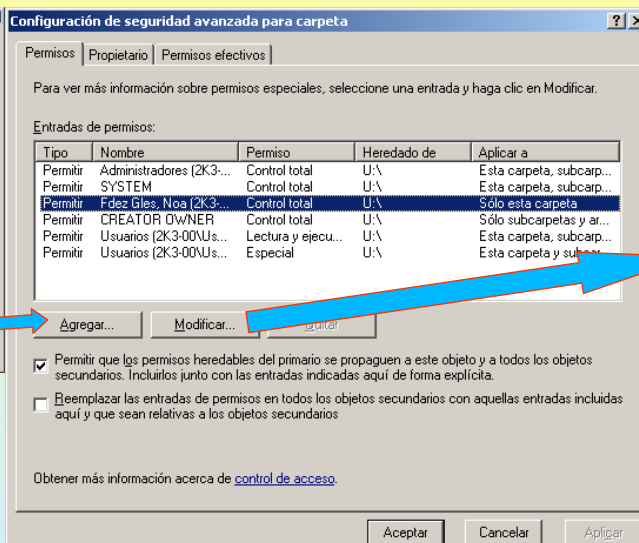 Configuración de seguridad avanzada para carpeta
Permisos Propietario Permisos efectivos
Para ver más información sobre permisos especiales, seleccione una entrada y haga clic en Modificar.
Entradas de permisos:
Tipo Nombre Permiso Heredado de Aplicar a
Permitir Administradores (2K3-... Control total U:\ Esta carpeta, subcarp...
Permitir SYSTEM Control total U:\ Esta carpeta, subcarp...
Permitir Fdez Gles, Noa (2K3-... Control total U:\ Sólo esta carpeta
Permitir CREATOR OWNER Control total U:\ Sólo subcarpetas y ar...
Permitir Usuarios (2K3-00\Us... Lectura y ejecu... U:\ Esta carpeta, subcarp...
Permitir Usuarios (2K3-00\Us... Especial U:\ Esta carpeta y subcar...
Agregar... Modificar... Quitar
Permitir que los permisos heredables del primario se propaguen a este objeto y a todos los objetos
secundarios. Incluirlos junto con las entradas indicadas aquí de forma explícita.
Reemplazar las entradas de permisos en todos los objetos secundarios con aquellas entradas incluidas
aquí y que sean relativas a los objetos secundarios
Obtener más información acerca de control de acceso.
Aceptar Cancelar Aplicar